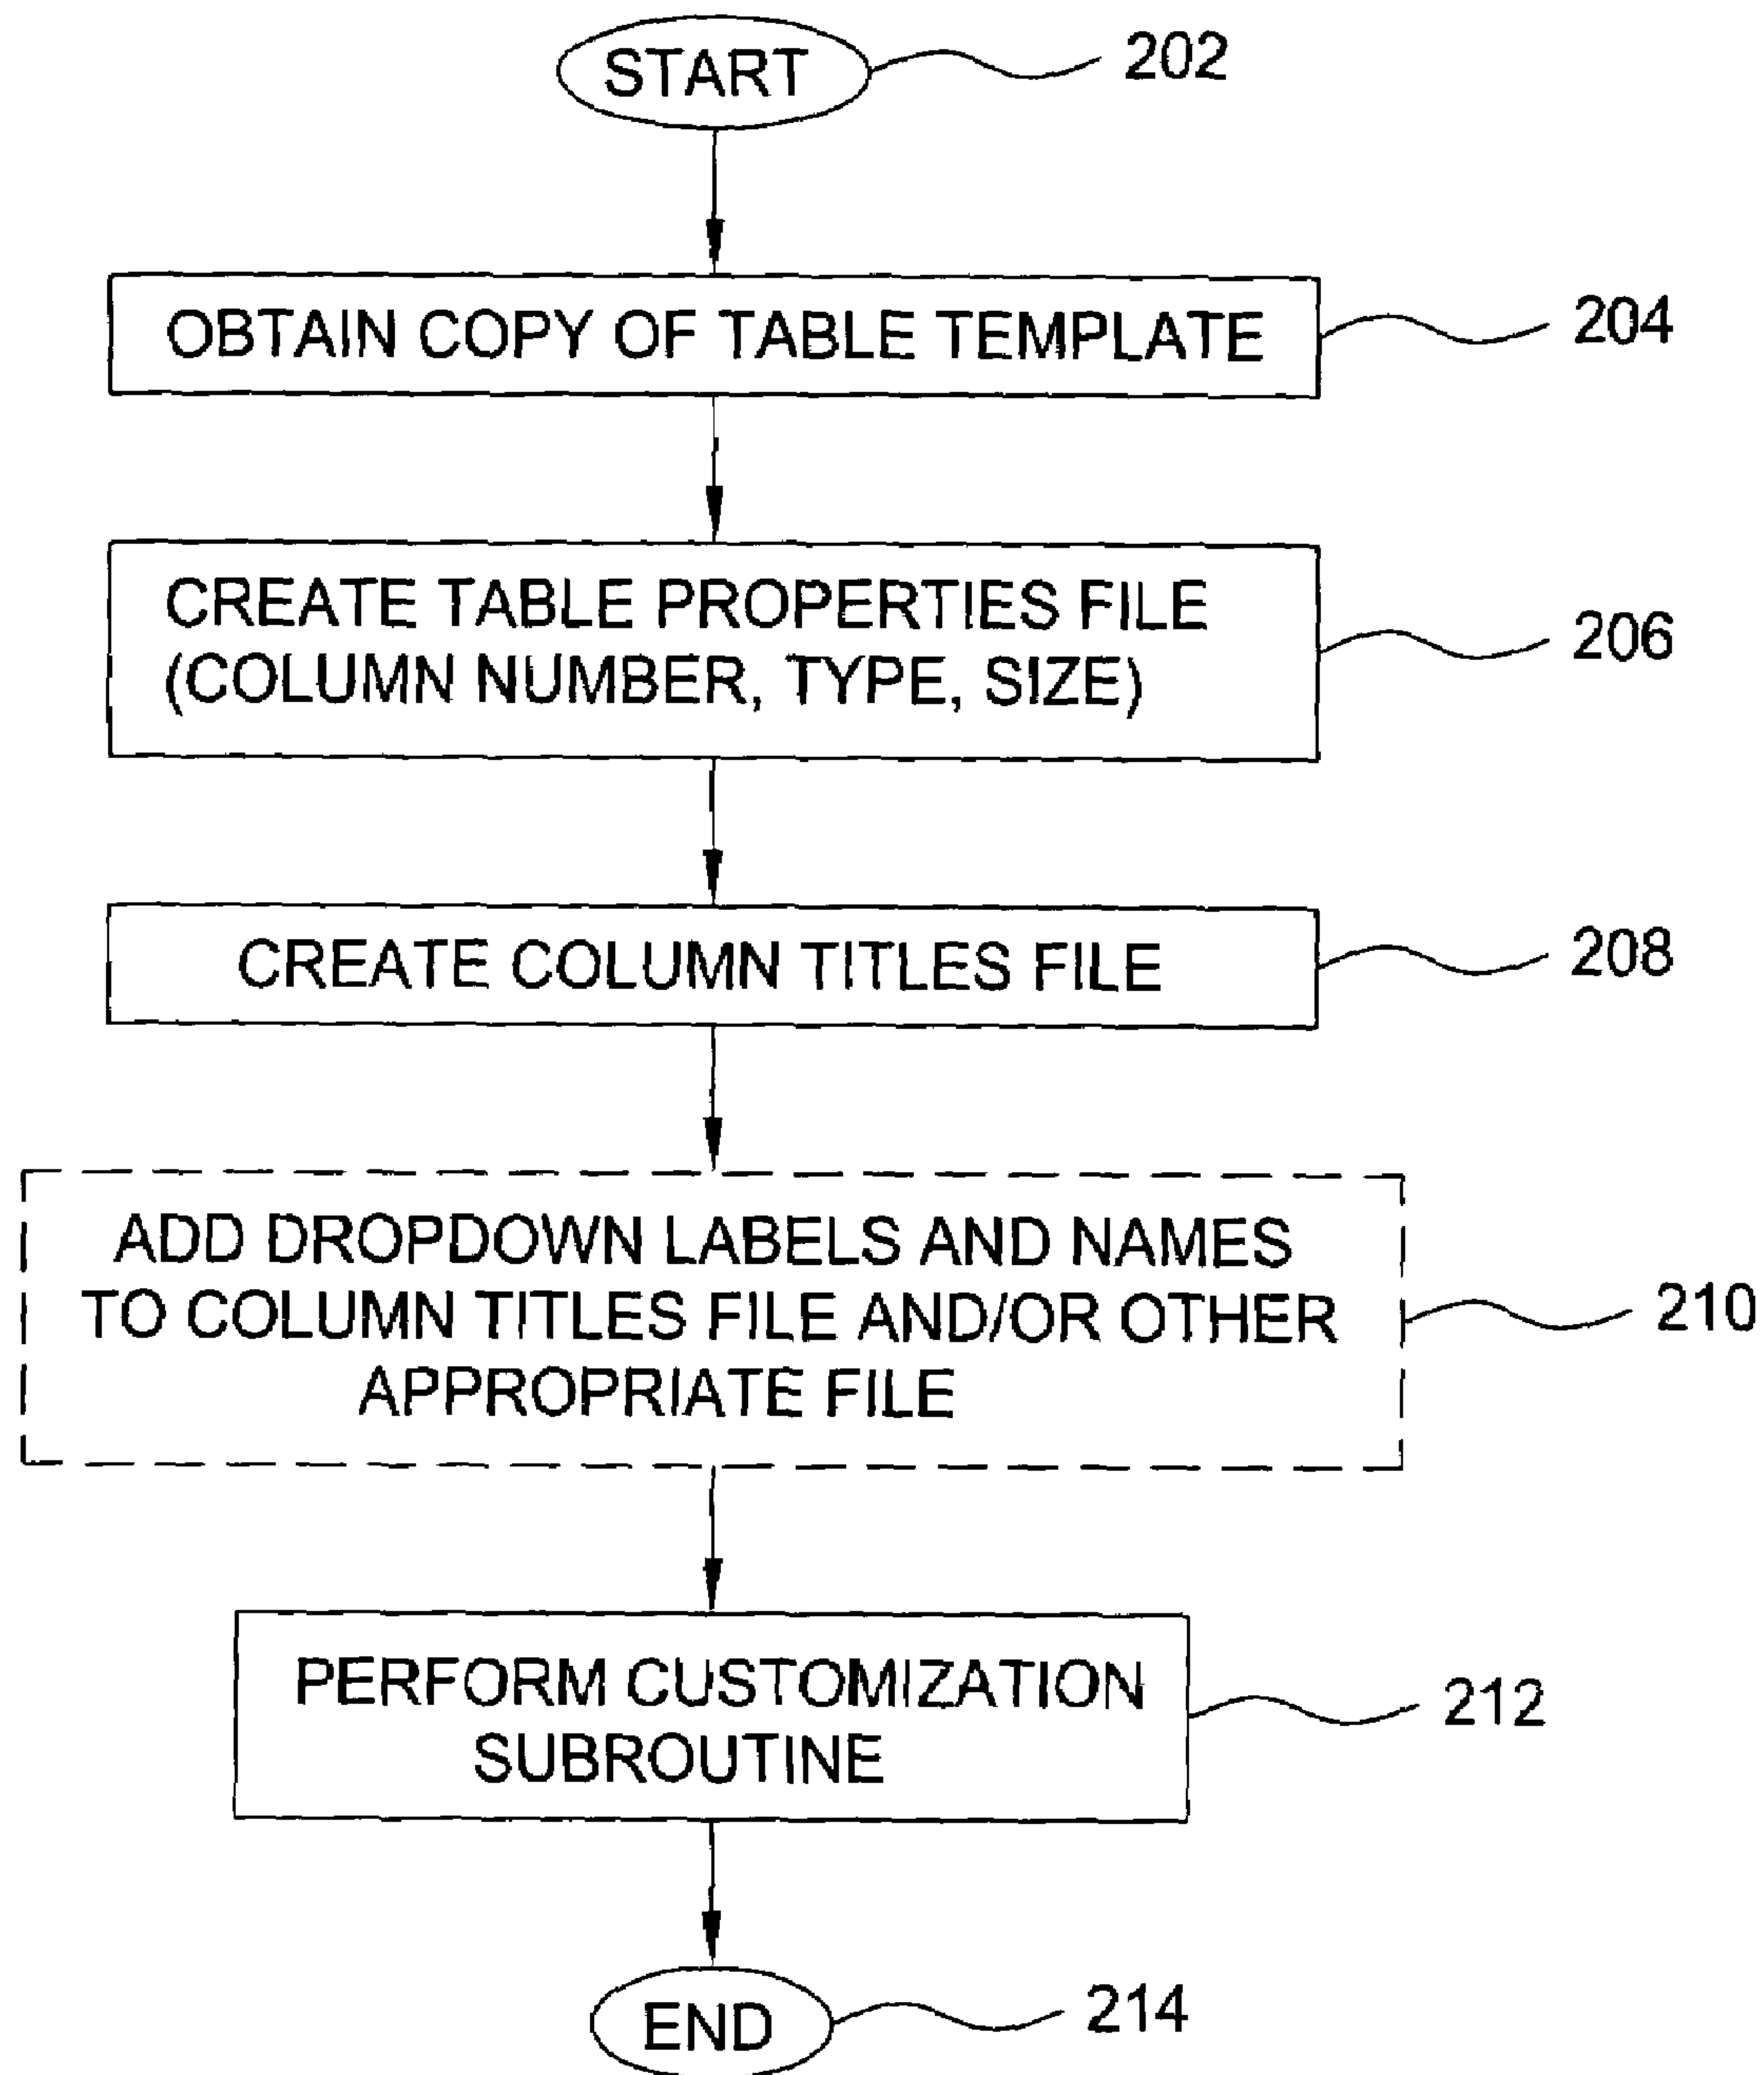 START
202
OBTAIN COPY OF TABLE TEMPLATE
204
CREATE TABLE PROPERTIES FILE
(COLUMN NUMBER, TYPE, SIZE)
206
CREATE COLUMN TITLES FILE
208
ADD DROPDOWN LABELS AND NAMES
TO COLUMN TITLES FILE AND/OR OTHER
APPROPRIATE FILE
210
PERFORM CUSTOMIZATION
SUBROUTINE
212
END
214